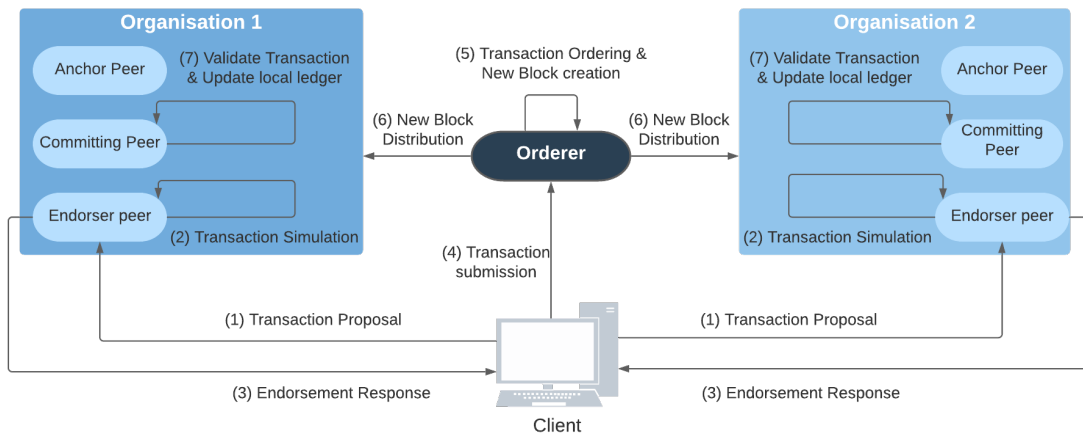 Organisation 1
Anchor Peer
(7) Validate Transaction
& Update local ledger
Committing Peer
Endorser peer
(2) Transaction Simulation
(5) Transaction Ordering &
New Block creation
(6) New Block
Distribution
Orderer
(6) New Block
Distribution
(4) Transaction
submission
Organisation 2
(7) Validate Transaction
& Update local ledger
Anchor Peer
Committing
Peer
Endorser peer
(2) Transaction Simulation
(1) Transaction Proposal
(1) Transaction Proposal
(3) Endorsement Response
(3) Endorsement Response
Client